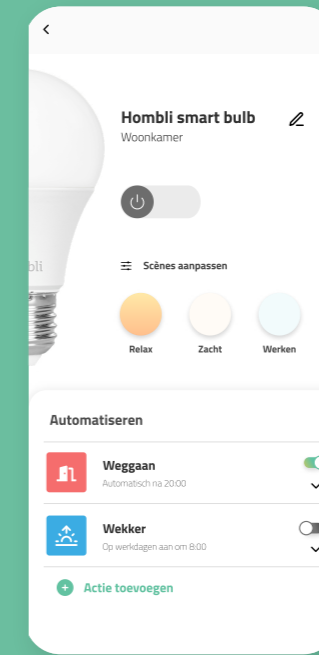 Hombli smart bulb
Woonkamer
bli
Scènes aanpassen
Relax
Zacht
Werken
Automatiseren
Weggaan
Automatisch na 20:00
Wekker
Op werkdagen aan om 8:00
Actie toevoegen